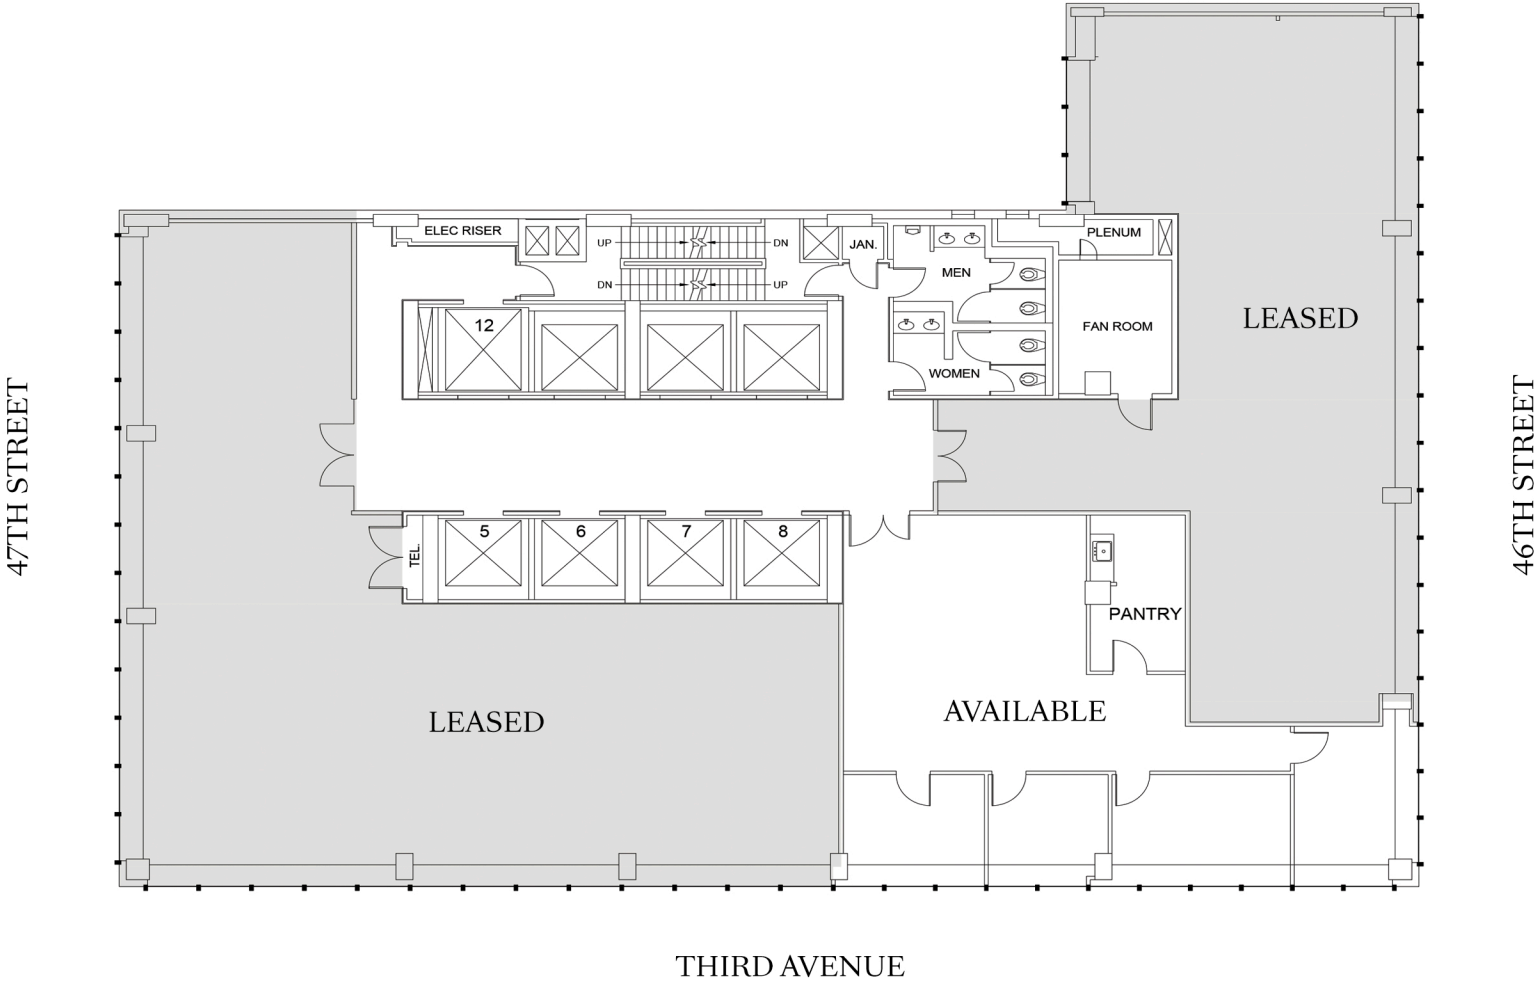 ELEC RISER
UP
DN
DN
UP
JAN.
MEN
PLENUM
WOMEN
FAN ROOM
LEASED
12
5
6
7
8
TEL.
PANTRY
LEASED
AVAILABLE
47TH STREET
46TH STREET
THIRD AVENUE